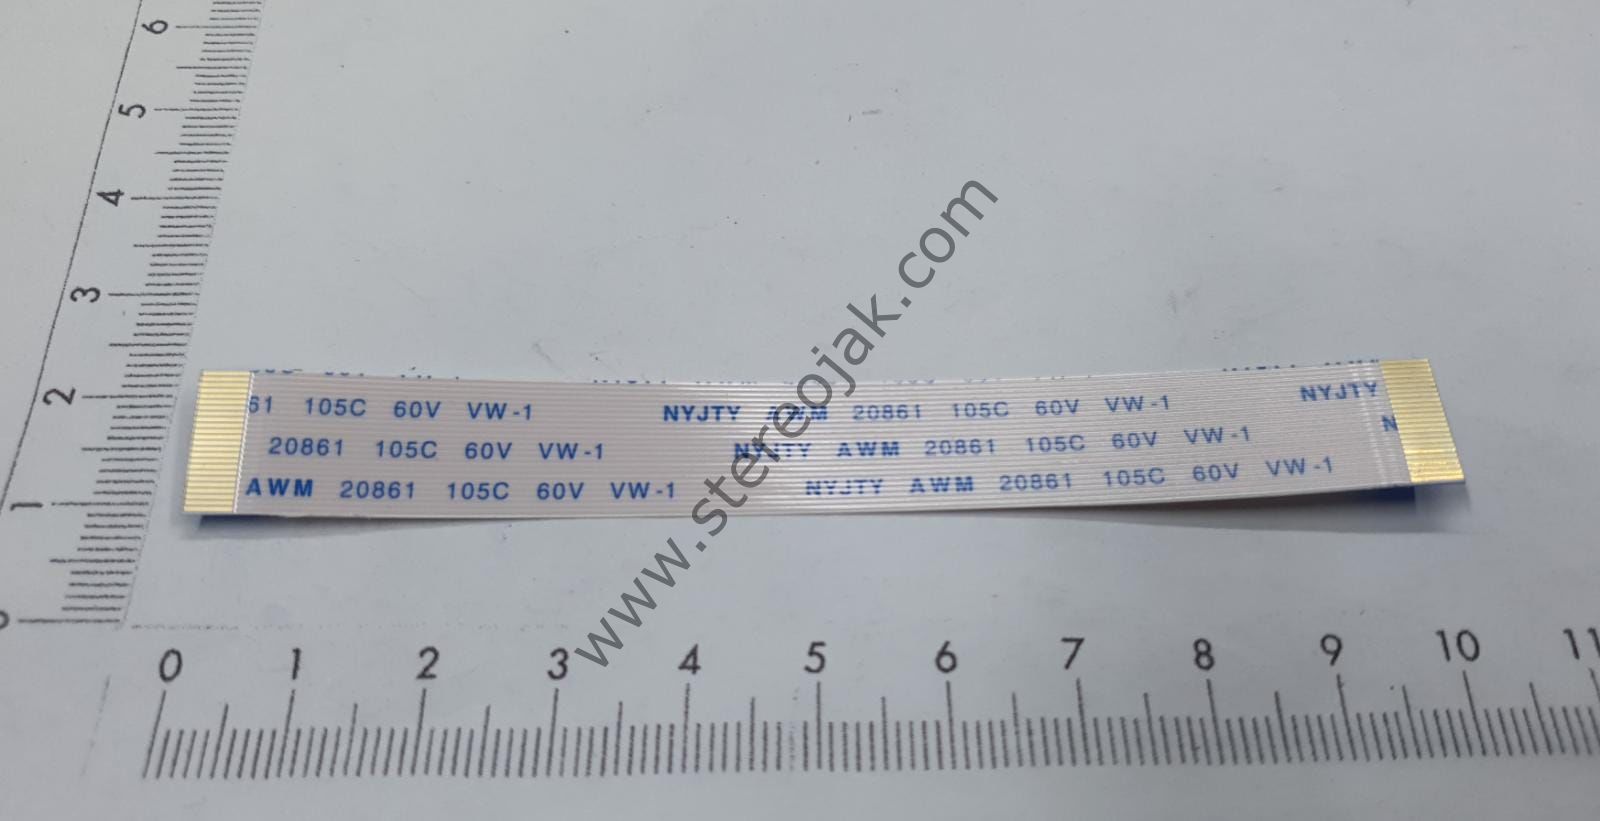 6
5
4
3
2
1
61 105C 60V VW-1 NYJTY AWM 20861 105C 60V VW-1 NYJTY
20861 105C 60V VW-1 NYJTY AWM 20861 105C 60V VW-1 N
AWM 20861 105C 60V VW-1 NYJTY AWM 20861 105C 60V VW-1
www.stereojak.com
0 1 2 3 4 5 6 7 8 9 10 11